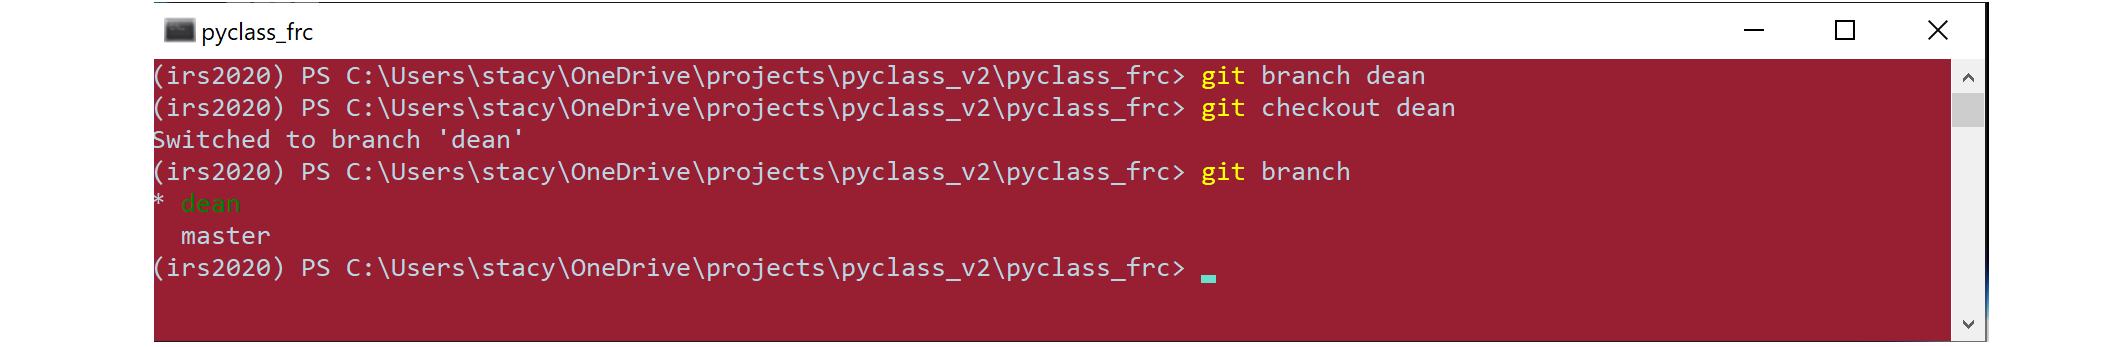 pyclass_frc
(irs2020) PS C:\Users\stacy\OneDrive\projects\pyclass_v2\pyclass_frc> git branch dean
(irs2020) PS C:\Users\stacy\OneDrive\projects\pyclass_v2\pyclass_frc> git checkout dean
Switched to branch 'dean'
(irs2020) PS C:\Users\stacy\OneDrive\projects\pyclass_v2\pyclass_frc> git branch
* dean
  master
(irs2020) PS C:\Users\stacy\OneDrive\projects\pyclass_v2\pyclass_frc>